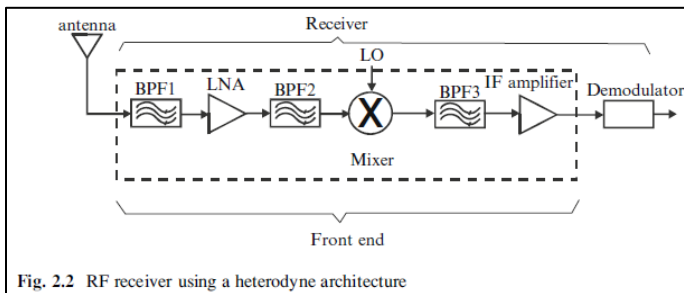 antenna
Receiver
LO
BPF1
LNA
BPF2
BPF3
IF amplifier
Demodulator
X
Mixer
Front end
Fig. 2.2 RF receiver using a heterodyne architecture